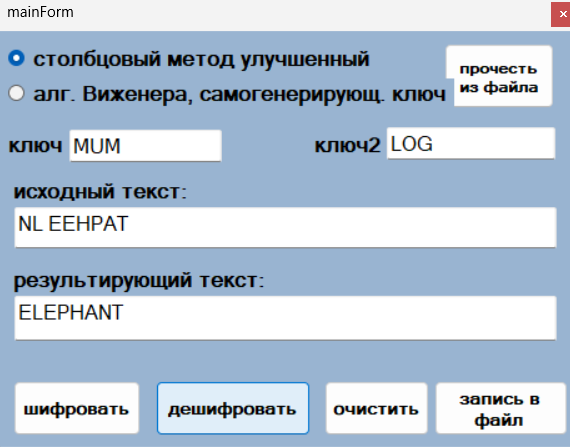 mainForm
столбцовый метод улучшенный
алг. Виженера, самогенерирующ. ключ
прочесть
из файла
ключ MUM
ключ2 LOG
исходный текст:
NL EEHPAT
результирующий текст:
ELEPHANT
шифровать
дешифровать
очистить
запись в
файл